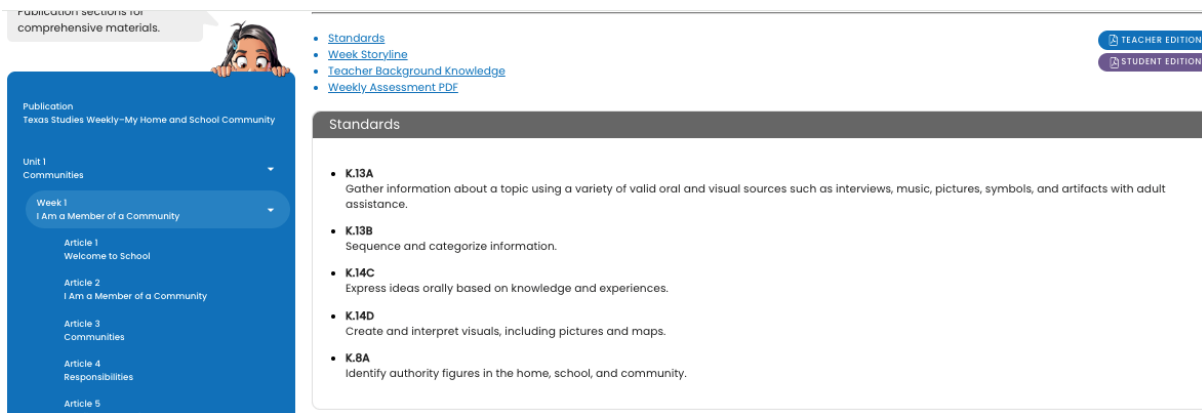 Publication sections for
comprehensive materials.
Standards
Week Storyline
Teacher Background Knowledge
Weekly Assessment PDF
TEACHER EDITION
STUDENT EDITION
Publication
Texas Studies Weekly–My Home and School Community
Unit 1
Communities
Week 1
I Am a Member of a Community
Article 1
Welcome to School
Article 2
I Am a Member of a Community
Article 3
Communities
Article 4
Responsibilities
Article 5
Standards
K.13A
Gather information about a topic using a variety of valid oral and visual sources such as interviews, music, pictures, symbols, and artifacts with adult
assistance.
K.13B
Sequence and categorize information.
K.14C
Express ideas orally based on knowledge and experiences.
K.14D
Create and interpret visuals, including pictures and maps.
K.8A
Identify authority figures in the home, school, and community.